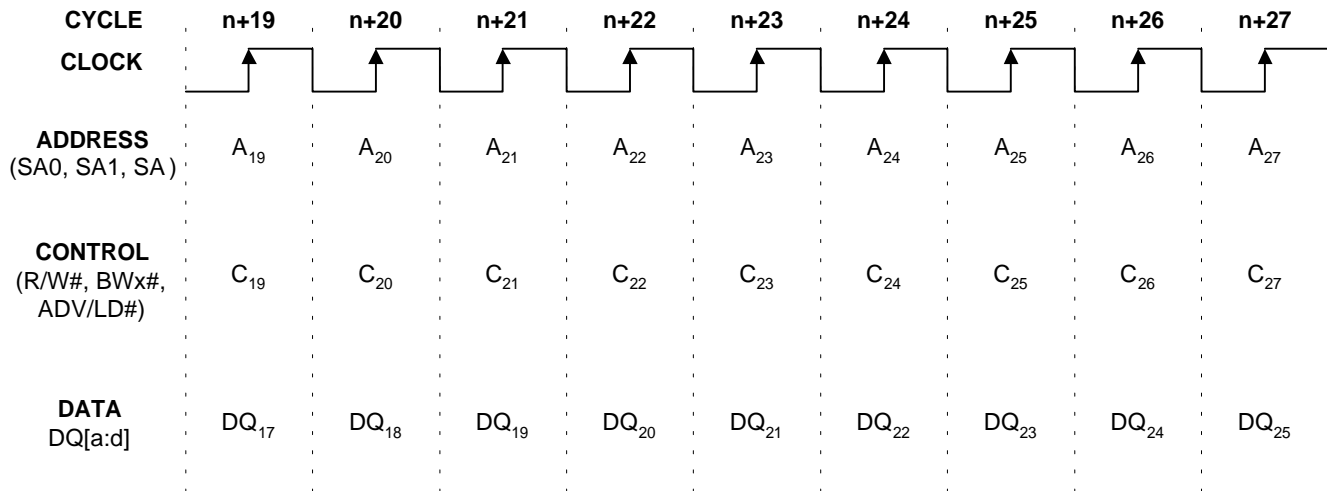 CYCLE n+19 n+20 n+21 n+22 n+23 n+24 n+25 n+26 n+27
CLOCK
ADDRESS
(SA0, SA1, SA) A19 A20 A21 A22 A23 A24 A25 A26 A27
CONTROL
(R/W#, BWx#, C19 C20 C21 C22 C23 C24 C25 C26 C27
ADV/LD#)
DATA
DQ[a:d] DQ17 DQ18 DQ19 DQ20 DQ21 DQ22 DQ23 DQ24 DQ25